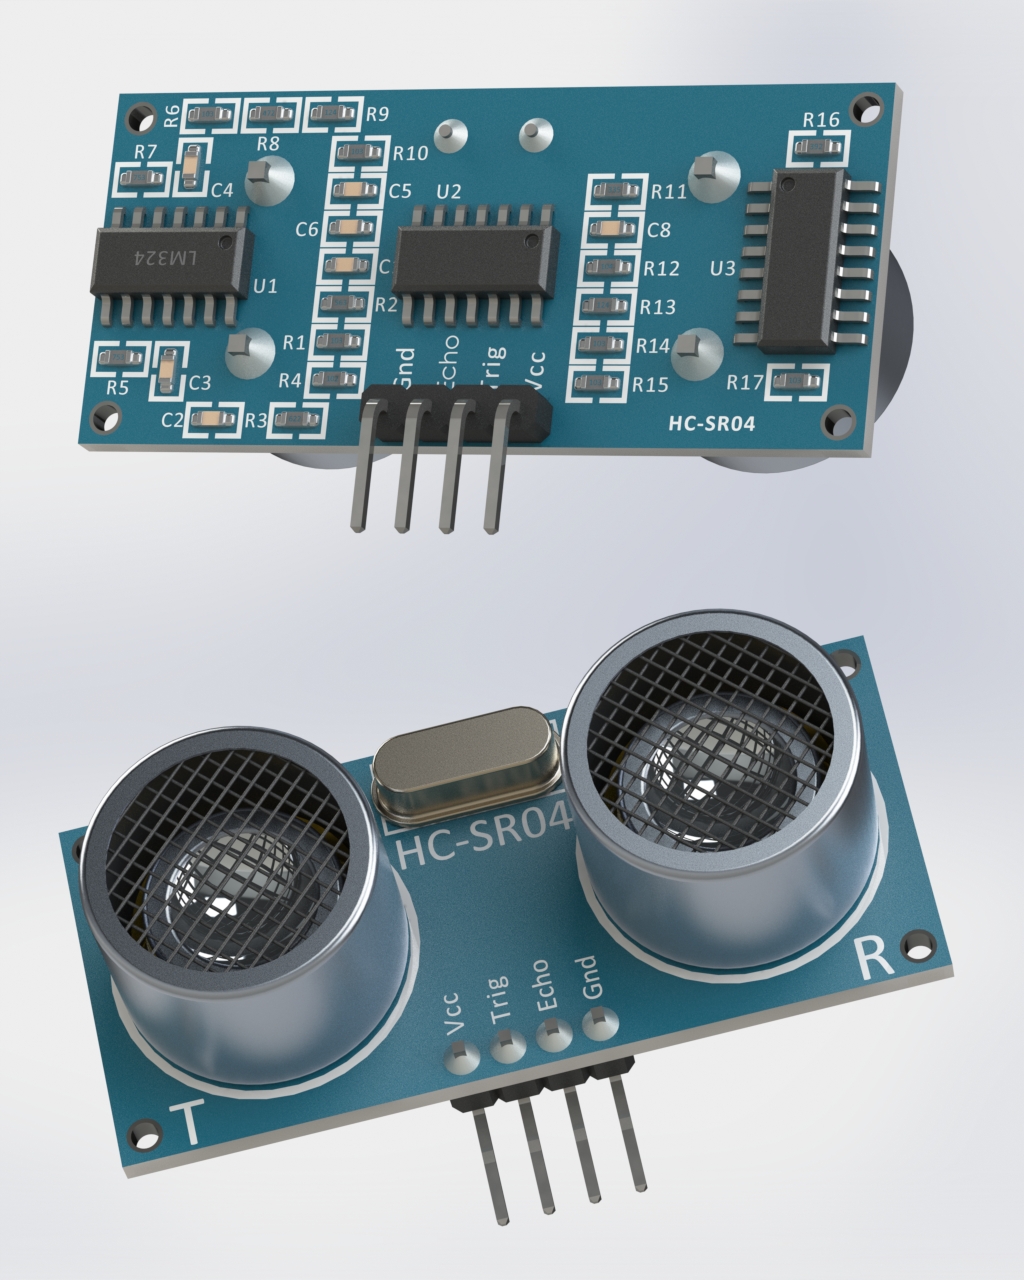 R6
R9
R8
R16
R7
R10
C4
C5
U2
R11
C6
C8
LM324
C
R12
U3
U1
R2
R13
R1
Gnd
Echo
Trig
Vcc
R14
R5
C3
R4
R15
R17
C2
R3
HC-SR04
HC-SR04
Vcc
Trig
Echo
Gnd
R
T